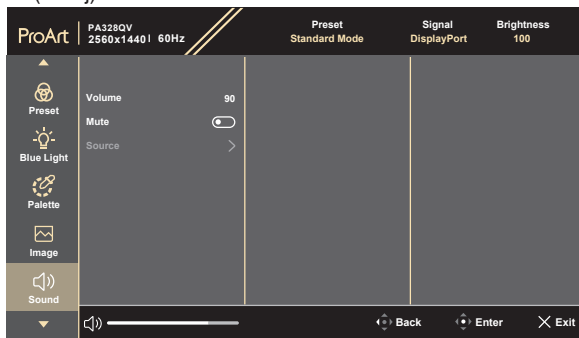 ProArt
PA328QV
2560x1440 | 60Hz
Preset
Standard Mode
Signal
DisplayPort
Brightness
100
Preset
Blue Light
Palette
Image
Sound
Volume 90
Mute
Source
Back Enter Exit